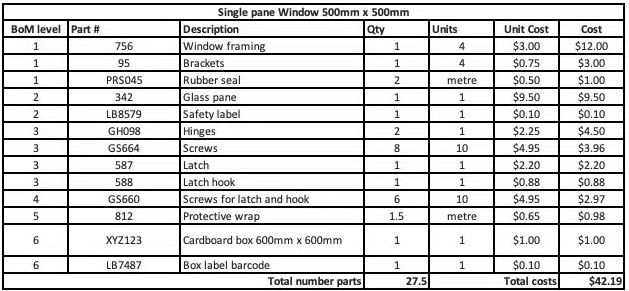 Single pane Window 500mm x 500mm
BoM level Part # Description Qty Units Unit Cost Cost
1 756 Window framing 1 4 $3.00 $12.00
1 95 Brackets 1 4 $0.75 $3.00
1 PRS045 Rubber seal 2 metre $0.50 $1.00
2 342 Glass pane 1 1 $9.50 $9.50
2 LB8579 Safety label 1 1 $0.10 $0.10
3 GH098 Hinges 2 1 $2.25 $4.50
3 GS664 Screws 8 10 $4.95 $3.96
3 587 Latch 1 1 $2.20 $2.20
3 588 Latch hook 1 1 $0.88 $0.88
4 GS660 Screws for latch and hook 6 10 $4.95 $2.97
5 812 Protective wrap 1.5 metre $0.65 $0.98
6 XYZ123 Cardboard box 600mm x 600mm 1 1 $1.00 $1.00
6 LB7487 Box label barcode 1 1 $0.10 $0.10
Total number parts 27.5 Total costs $42.19